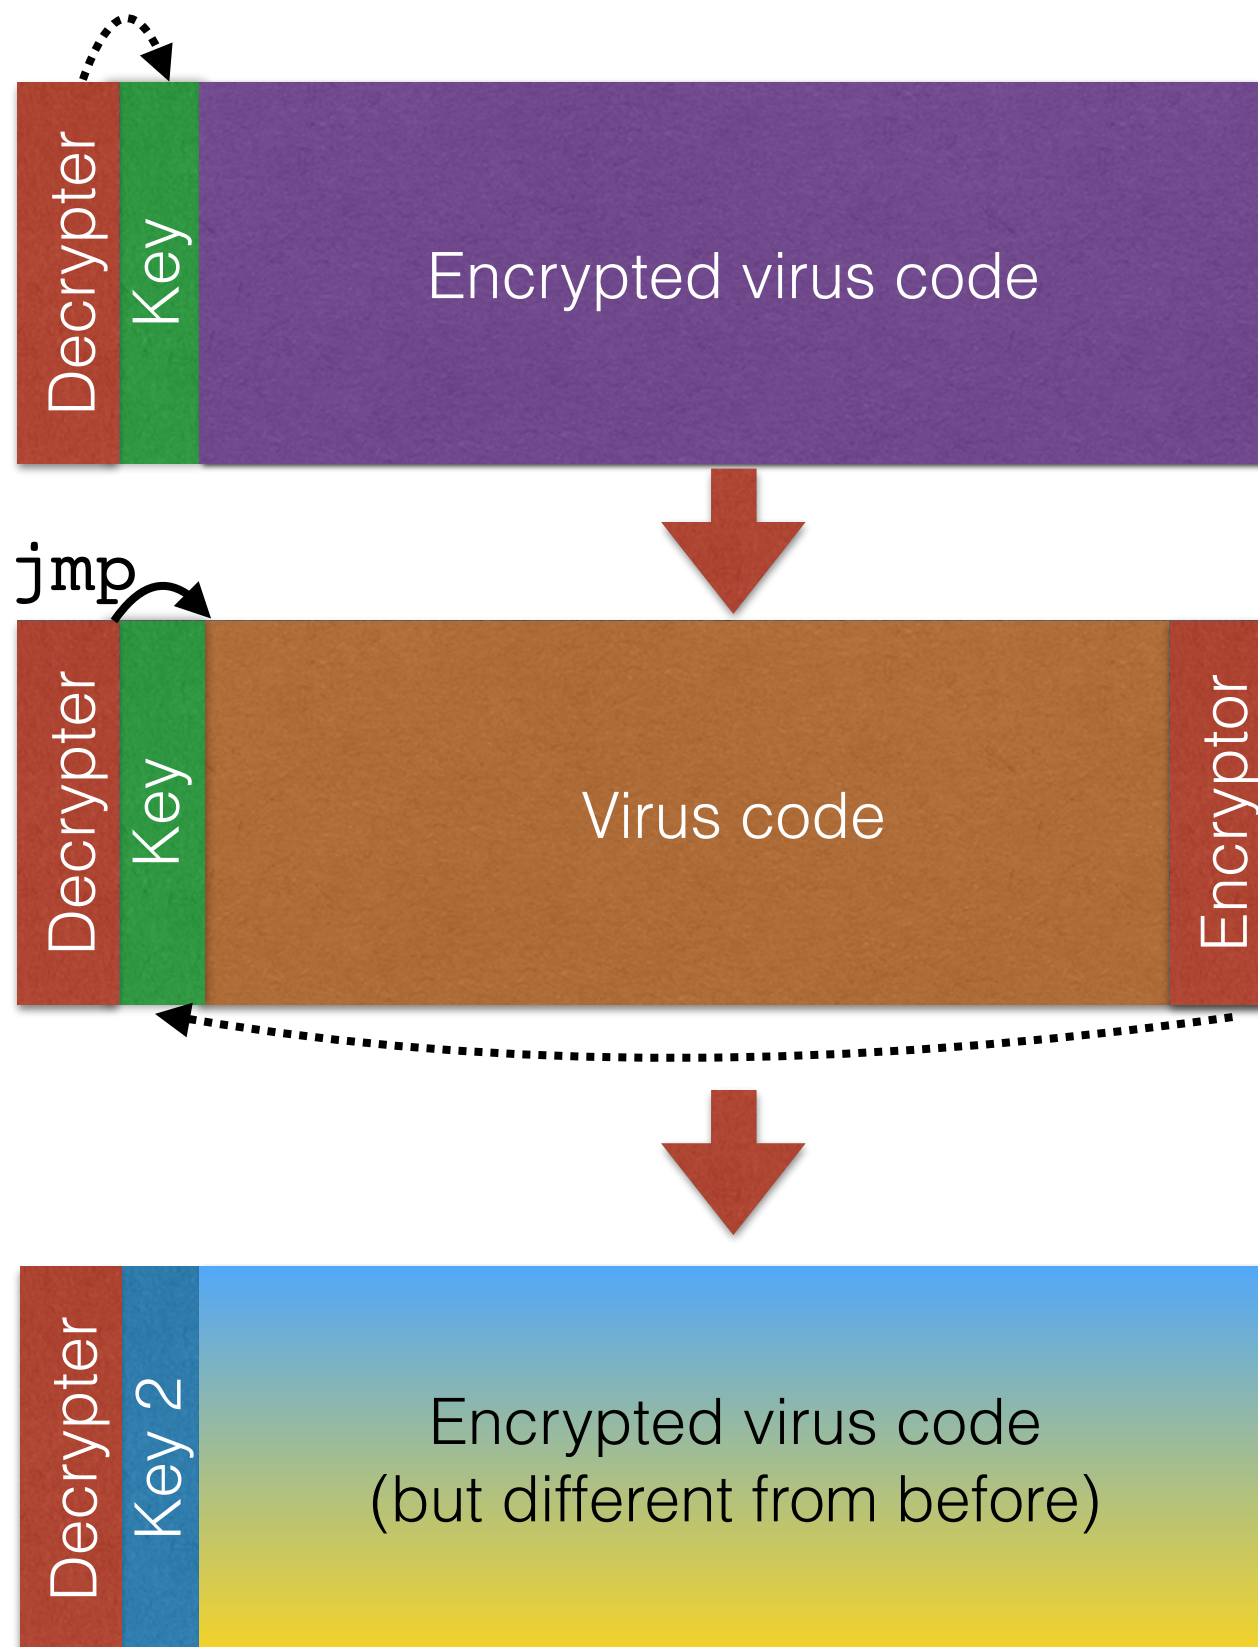 Decrypter
Key
Encrypted virus code
jmp
Decrypter
Key
Virus code
Encryptor
Decrypter
Key 2
Encrypted virus code
(but different from before)